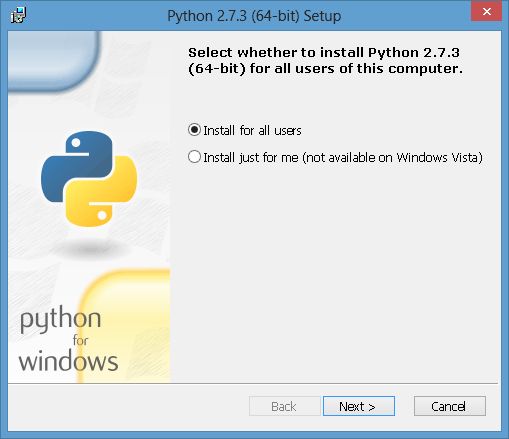 Python 2.7.3 (64-bit) Setup
Select whether to install Python 2.7.3
(64-bit) for all users of this computer.
Install for all users
Install just for me (not available on Windows Vista)
python
for
windows
Back
Next >
Cancel